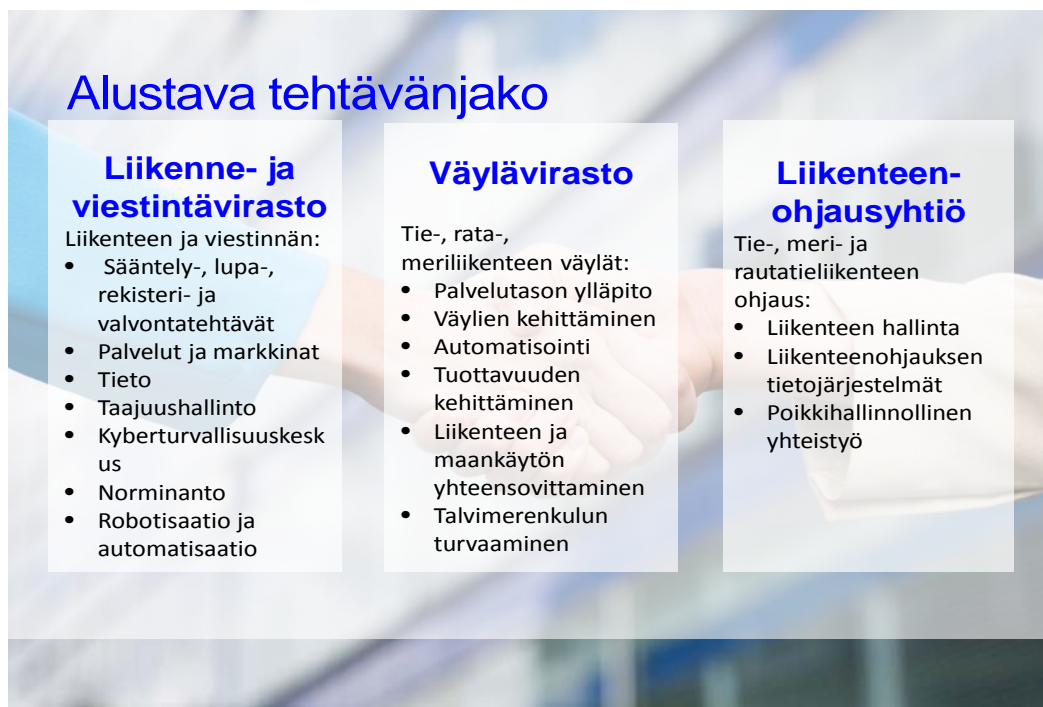 Alustava tehtävänjako
Liikenne- ja
viestintävirasto
Liikenteen ja viestinnän:
• Sääntely-, lupa-,
rekisteri- ja
valvontatehtävät
• Palvelut ja markkinat
• Tieto
• Taajuushallinto
• Kyberturvallisuuskesk
us
• Norminanto
• Robotisaatio ja
automatisaatio
Väylävirasto
Tie-, rata-,
meriliikenteen väylät:
• Palvelutason ylläpito
• Väylien kehittäminen
• Automatisointi
• Tuottavuuden
kehittäminen
• Liikenteen ja
maankäytön
yhteensovittaminen
• Talvimerenkulun
turvaaminen
Liikenteen-
ohjausyhtiö
Tie-, meri- ja
rautatieliikenteen
ohjaus:
• Liikenteen hallinta
• Liikenteenohjauksen
tietojärjestelmät
• Poikkihallinnollinen
yhteistyö